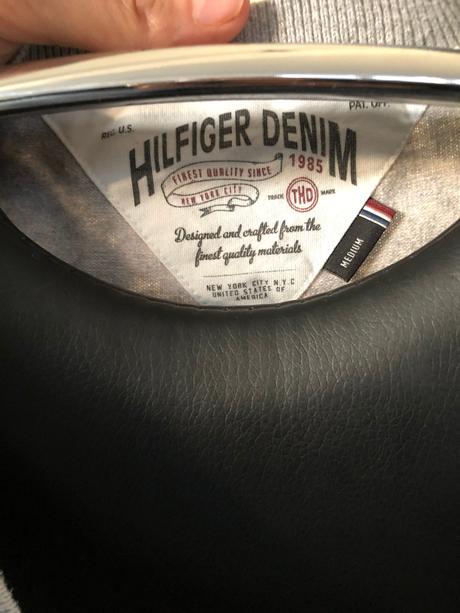 PAT. OFF.
REG. U.S.
HILFIGER DENIM
FINEST QUALITY SINCE 1985
NEW YORK CITY
TRADE THD MARK
Designed and crafted from the
finest quality materials
MEDIUM
NEW YORK CITY N.Y.C
UNITED STATES OF
AMERICA